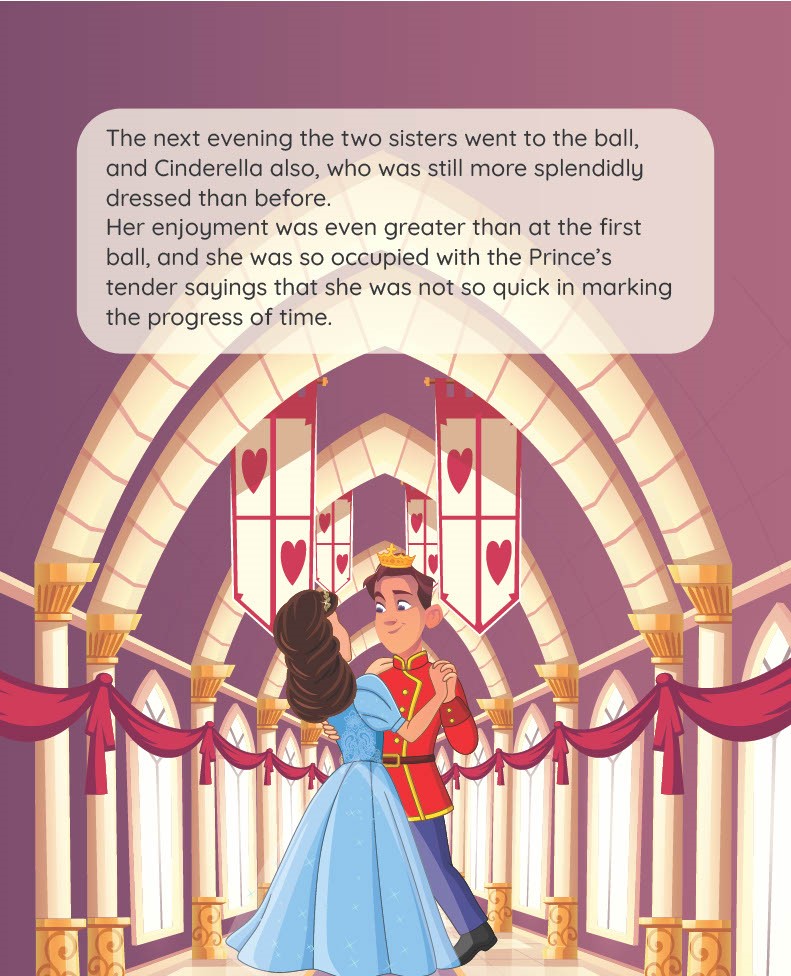 The next evening the two sisters went to the ball,
and Cinderella also, who was still more splendidly
dressed than before.
Her enjoyment was even greater than at the first
ball, and she was so occupied with the Prince’s
tender sayings that she was not so quick in marking
the progress of time.